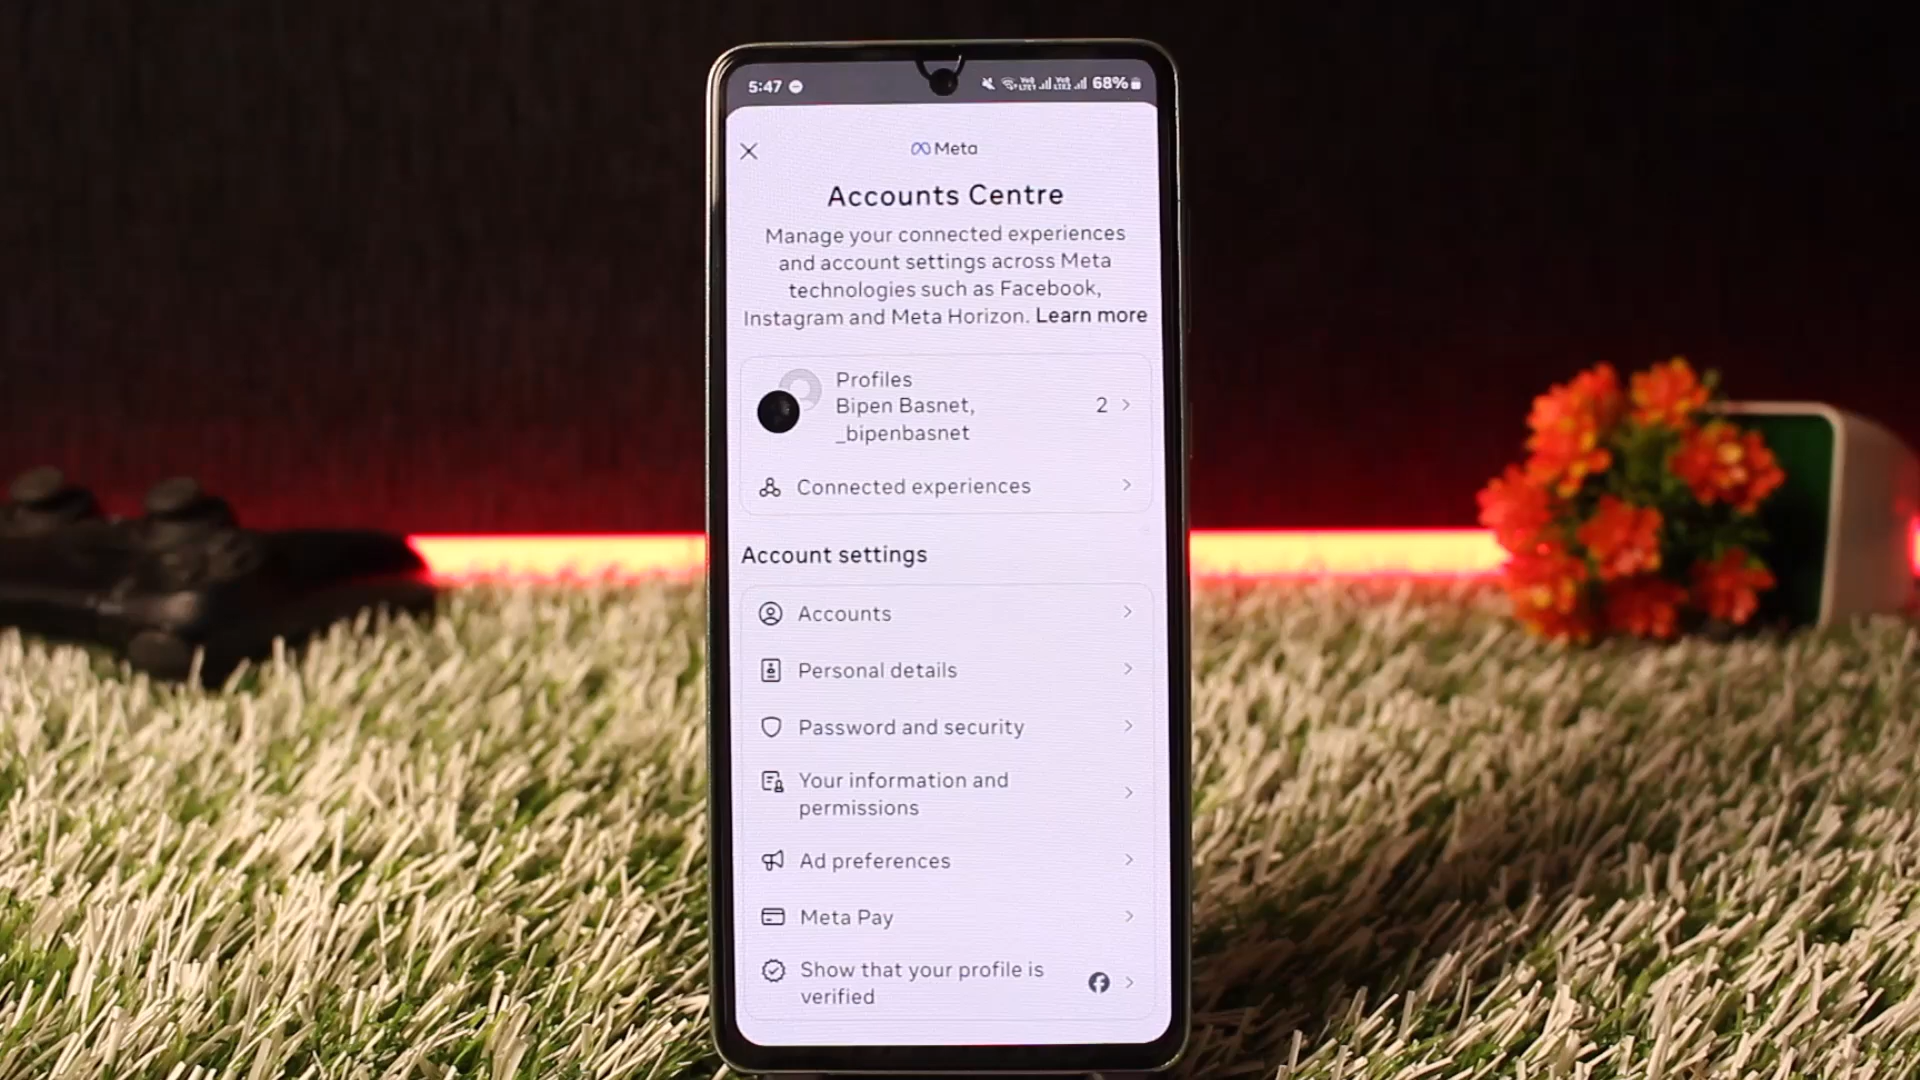 5:47
68%
Meta
Accounts Centre
Manage your connected experiences
and account settings across Meta
technologies such as Facebook,
Instagram and Meta Horizon. Learn more
Profiles
Bipen Basnet,
_bipenbasnet
2
Connected experiences
Account settings
Accounts
Personal details
Password and security
Your information and
permissions
Ad preferences
Meta Pay
Show that your profile is
verified